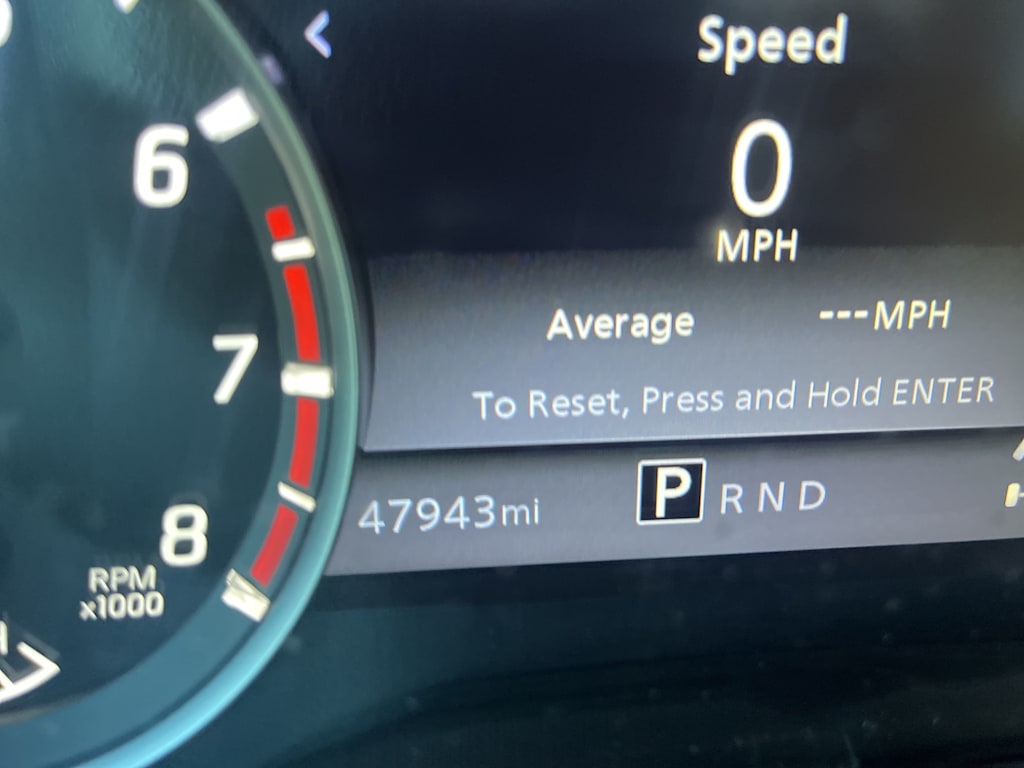 Speed
0
MPH
Average ---MPH
To Reset, Press and Hold ENTER
47943mi P R N D
6
7
8
RPM
x1000